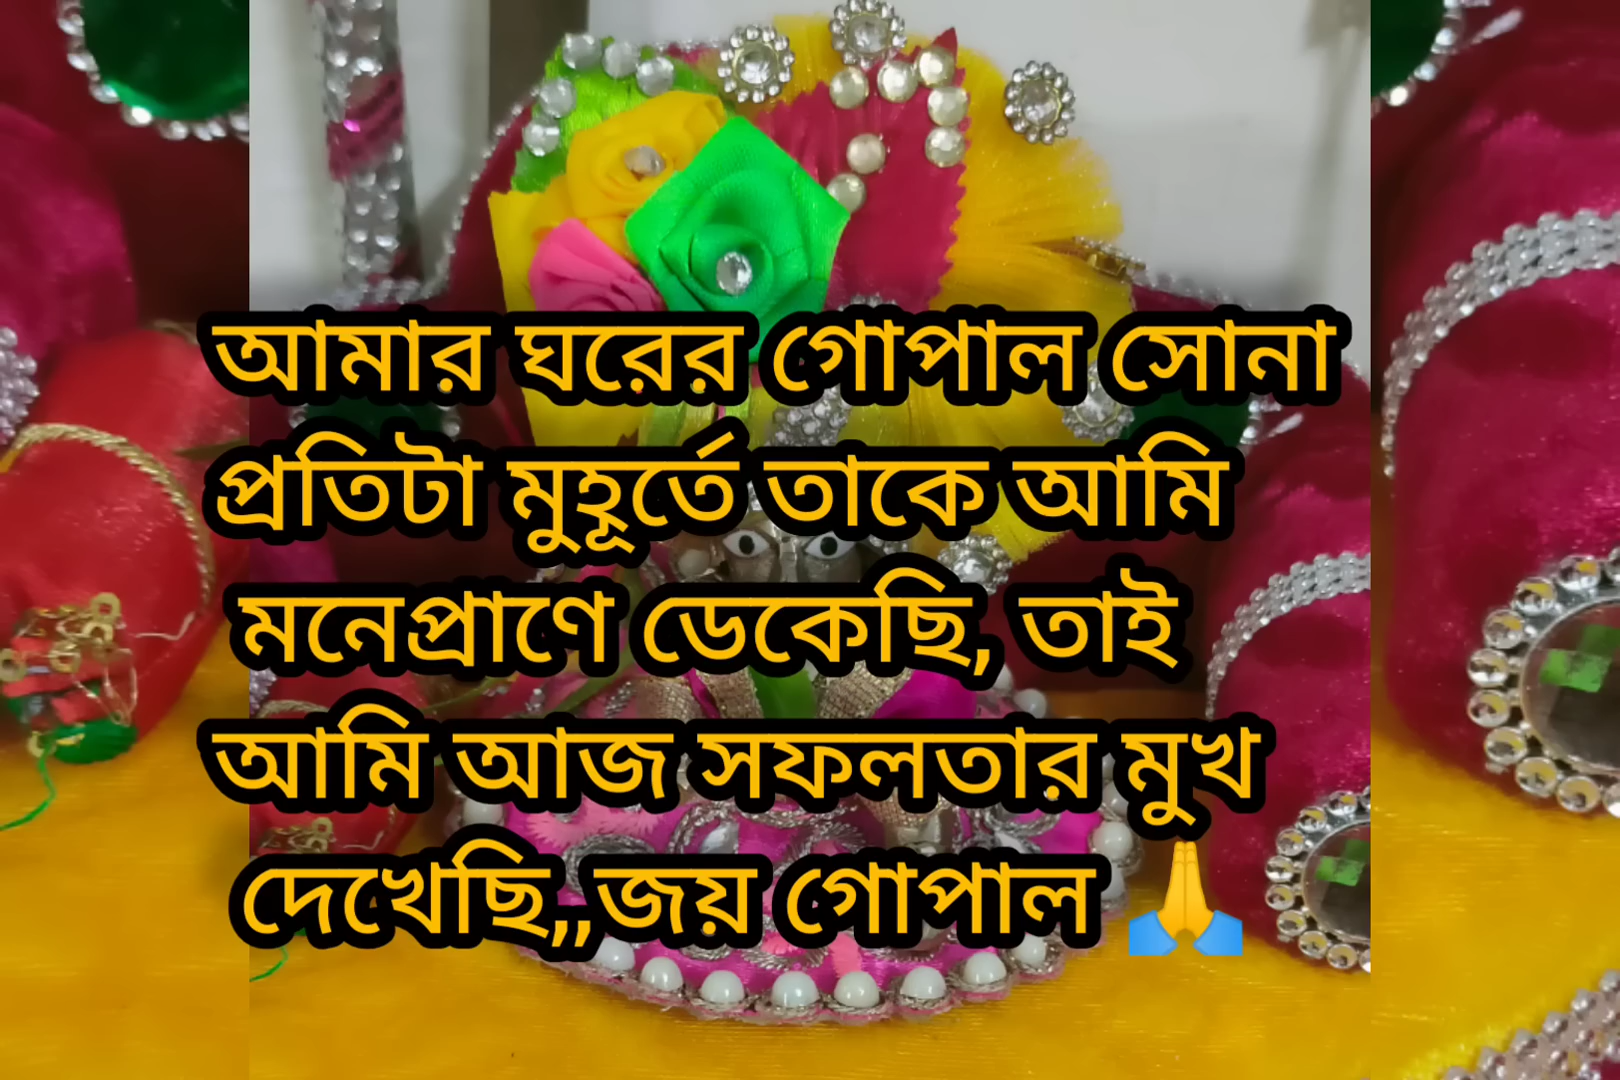 আমার ঘরের গোপাল সোনা
প্রতিটা মুহূর্তে তাকে আমি
মনেপ্রাণে ডেকেছি, তাই
আমি আজ সফলতার মুখ
দেখেছি,,জয় গোপাল 🙏